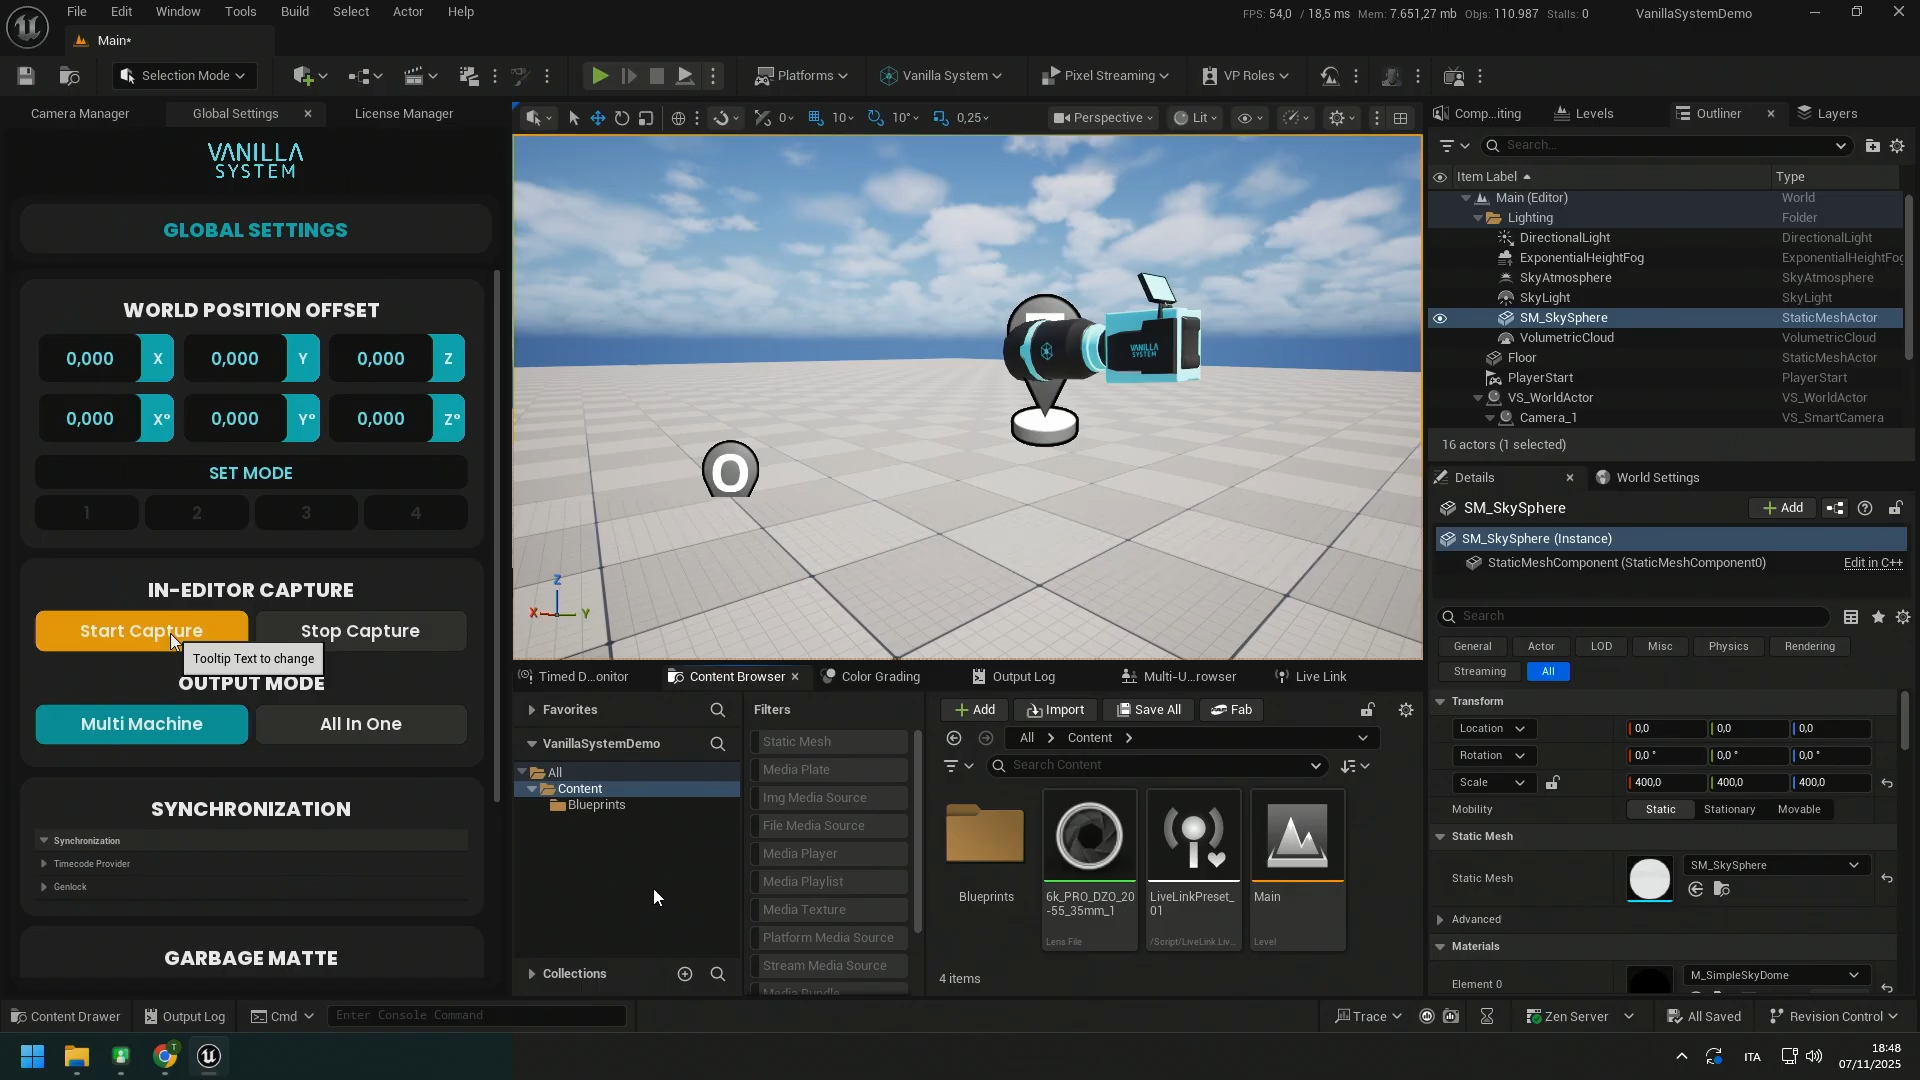 File Edit Window Tools Build Select Actor Help
FPS: 54,0 / 18,5 ms Mem: 7.651,27 mb Objs: 110.987 Stalls: 0 VanillaSystemDemo
Main*
Selection Mode
Platforms
Vanilla System
Pixel Streaming
VP Roles
Camera Manager
Global Settings
License Manager
VANILLA
SYSTEM
GLOBAL SETTINGS
WORLD POSITION OFFSET
0,000 X 0,000 Y 0,000 Z
0,000 X° 0,000 Y° 0,000 Z°
SET MODE
1 2 3 4
IN-EDITOR CAPTURE
Start Capture
Stop Capture
Tooltip Text to change
OUTPUT MODE
Multi Machine
All In One
SYNCHRONIZATION
Synchronization
Timecode Provider
Genlock
GARBAGE MATTE
0 10 10° 0,25
Perspective
Lit
VANILLA
SYSTEM
O
Z
X Y
Timed D...onitor
Content Browser
Color Grading
Output Log
Multi-U...rowser
Live Link
Favorites
VanillaSystemDemo
All
Content
Blueprints
Collections
Filters
Static Mesh
Media Plate
Img Media Source
File Media Source
Media Player
Media Playlist
Media Texture
Platform Media Source
Stream Media Source
Media Bundle
Add
Import
Save All
Fab
All
Content
Search Content
Blueprints
6k_PRO_DZO_20
-55_35mm_1
Lens File
LiveLinkPreset_
01
/Script/LiveLink.Liv...
Main
Level
4 items
Comp...iting
Levels
Outliner
Layers
Search...
Item Label
Type
Main (Editor) World
Lighting Folder
DirectionalLight DirectionalLight
ExponentialHeightFog ExponentialHeightFog
SkyAtmosphere SkyAtmosphere
SkyLight SkyLight
SM_SkySphere StaticMeshActor
VolumetricCloud VolumetricCloud
Floor StaticMeshActor
PlayerStart PlayerStart
VS_WorldActor VS_WorldActor
Camera_1 VS_SmartCamera
16 actors (1 selected)
Details
World Settings
SM_SkySphere
Add
SM_SkySphere (Instance)
StaticMeshComponent (StaticMeshComponent0)
Edit in C++
Search
General Actor LOD Misc Physics Rendering
Streaming All
Transform
Location 0,0 0,0 0,0
Rotation 0,0 ° 0,0 ° 0,0 °
Scale 400,0 400,0 400,0
Mobility Static Stationary Movable
Static Mesh
Static Mesh
SM_SkySphere
Advanced
Materials
Element 0
M_SimpleSkyDome
Content Drawer
Output Log
Cmd
Enter Console Command
Trace
Zen Server
All Saved
Revision Control
T
ITA
18:48
07/11/2025